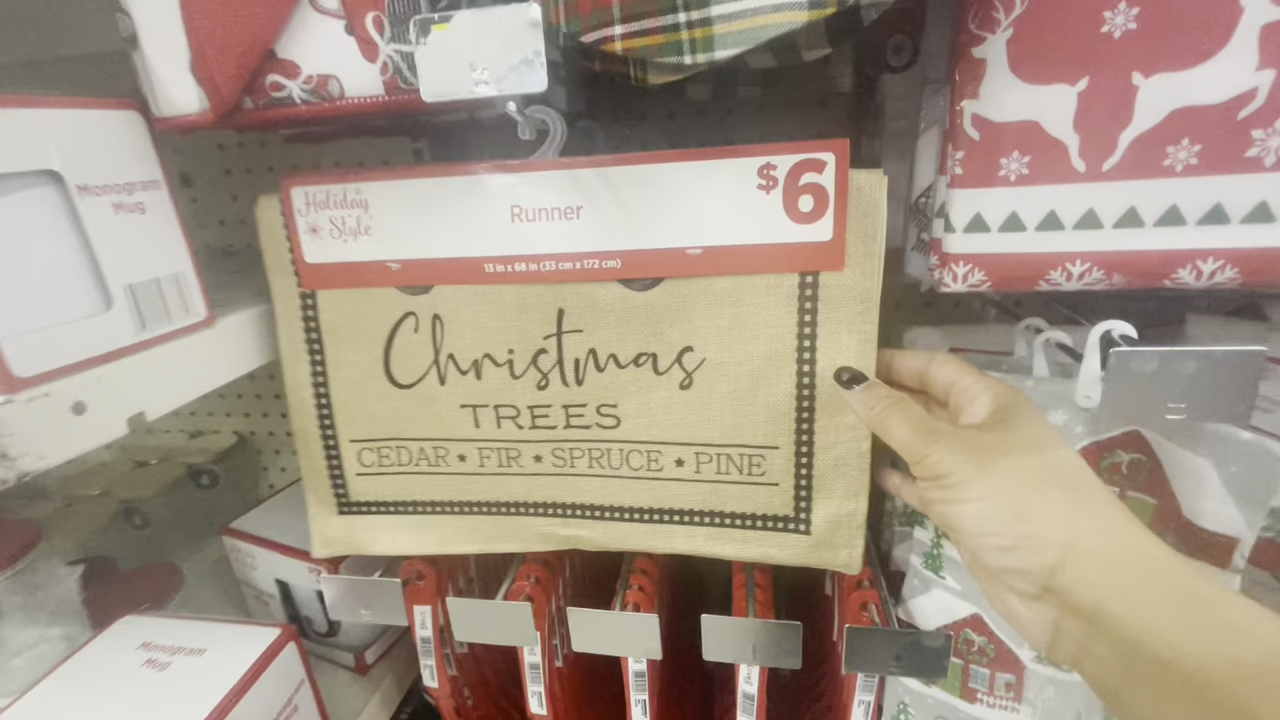 Monogram
Mug
Holiday
Style
Runner
$6
13 in x 68 in (33 cm x 172 cm)
Christmas
TREES
CEDAR ★ FIR ★ SPRUCE ★ PINE
Monogram
Mug